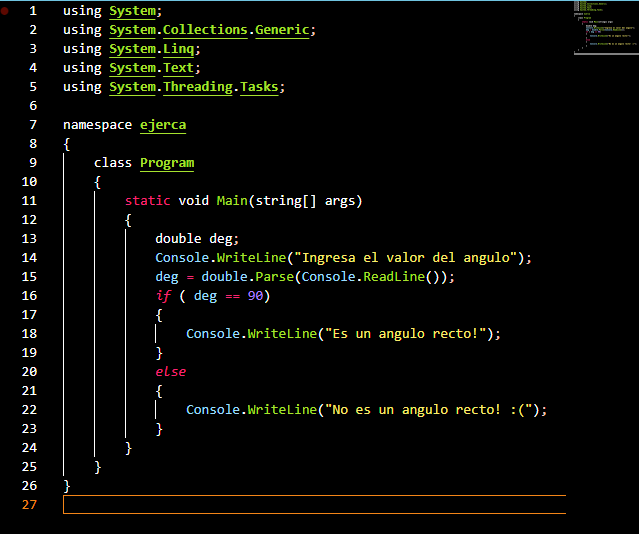 1 using System;
2 using System.Collections.Generic;
3 using System.Linq;
4 using System.Text;
5 using System.Threading.Tasks;
6
7 namespace ejerca
8 {
9     class Program
10     {
11         static void Main(string[] args)
12         {
13             double deg;
14             Console.WriteLine("Ingresa el valor del angulo");
15             deg = double.Parse(Console.ReadLine());
16             if ( deg == 90)
17             {
18                 Console.WriteLine("Es un angulo recto!");
19             }
20             else
21             {
22                 Console.WriteLine("No es un angulo recto! :(");
23             }
24         }
25     }
26 }
27